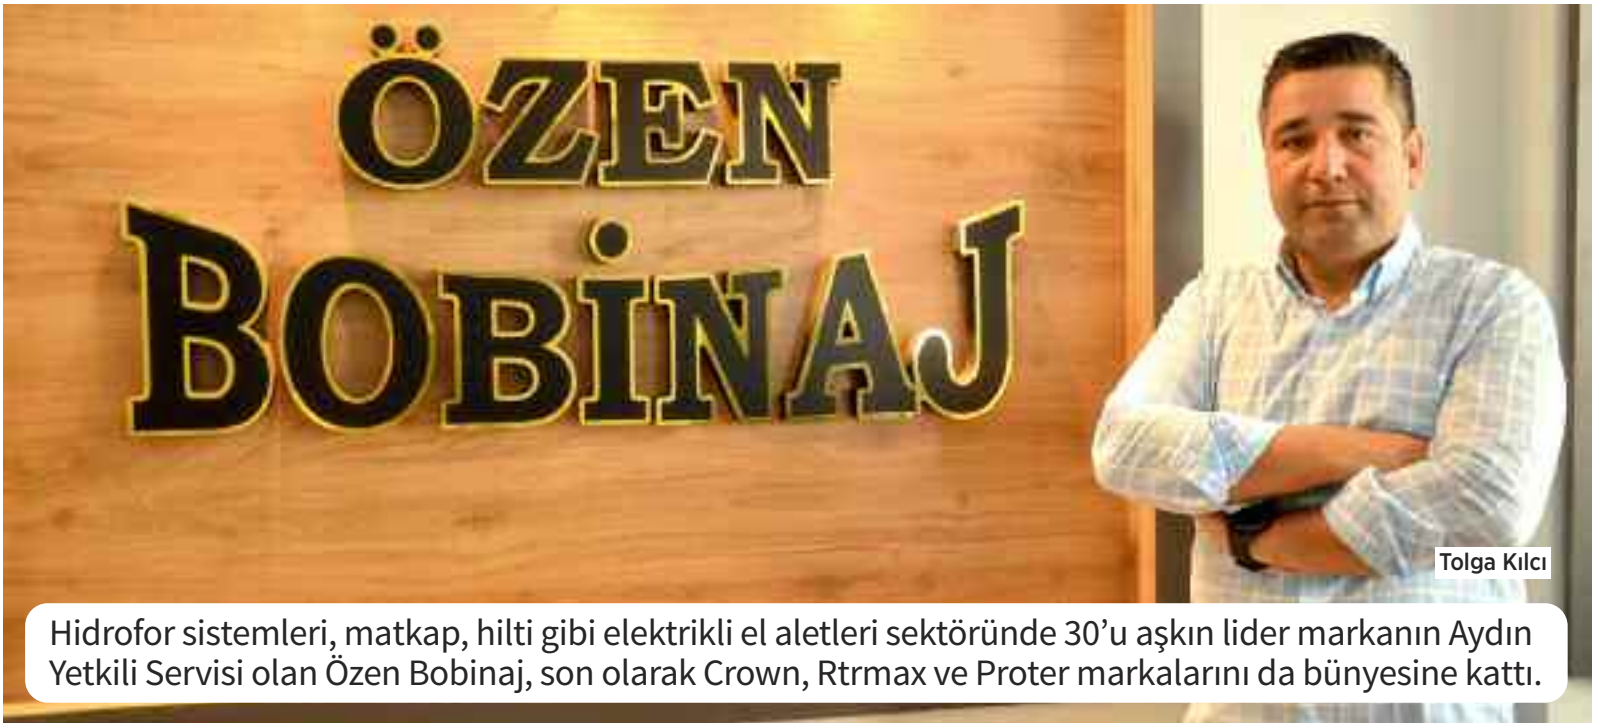 ÖZEN
BOBİNAJ
Tolga Kılcı
Hidrofor sistemleri, matkap, hilti gibi elektrikli el aletleri sektöründe 30’u aşkın lider markanın Aydın
Yetkili Servisi olan Özen Bobinaj, son olarak Crown, Rtrmax ve Proter markalarını da bünyesine kattı.